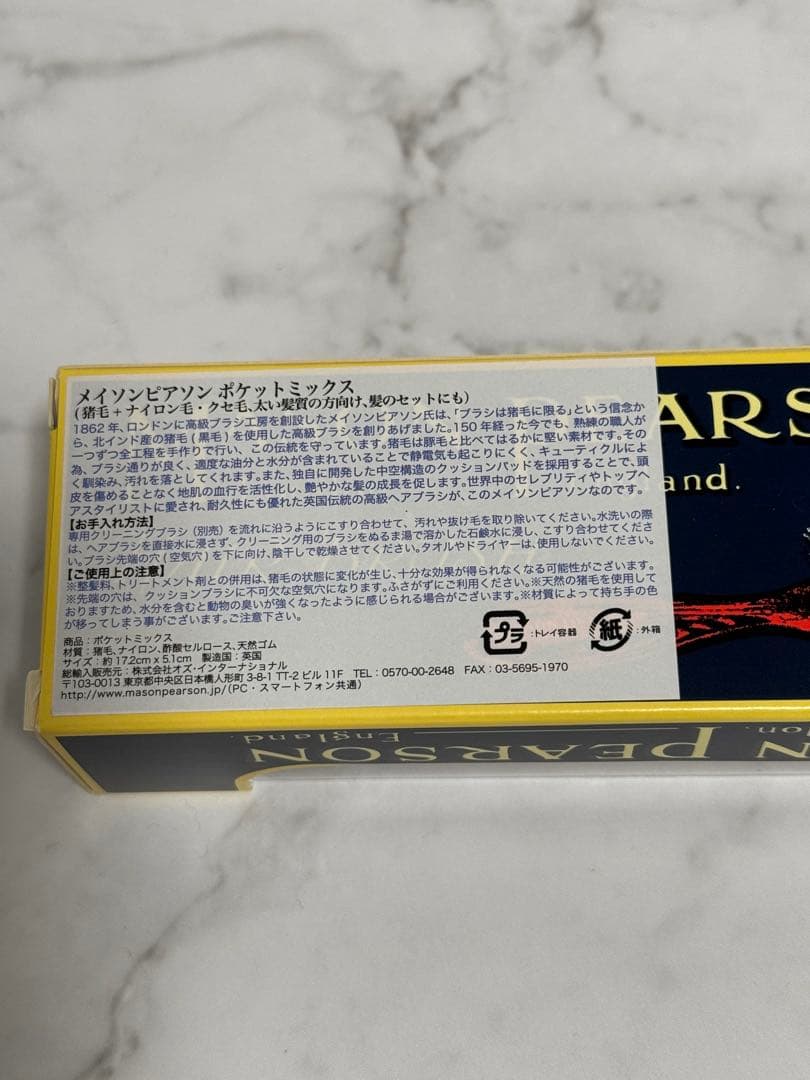 メイソンピアソン ポケットミックス
(猪毛+ナイロン毛・クセ毛、太い髪質の方向け、髪のセットにも)
1862年、ロンドンに高級ブラシ工房を創設したメイソンピアソン氏は、「ブラシは猪毛に限る」という信念か
ら、北インド産の猪毛(黒毛)を使用した高級ブラシを創りあげました。150年経った今でも、熟練の職人が
一つずつ全工程を手作りで行い、この伝統を守っています。猪毛は豚毛と比べてはるかに堅い素材です。その
為、ブラシ通りが良く、適度な油分と水分が含まれていることで静電気も起こりにくく、キューティクルによ
く馴染み、汚れを落としてくれます。また、独自に開発した中空構造のクッションパッドを採用することで、頭
皮を傷めることなく地肌の血行を活性化し、艶やかな髪の成長を促します。世界中のセレブリティやトップヘ
アスタイリストに愛され、耐久性にも優れた英国伝統の高級ヘアブラシが、このメイソンピアソンなのです。
【お手入れ方法】
専用クリーニングブラシ(別売)を流れに沿うようにこすり合わせて、汚れや抜け毛を取り除いてください。水洗いの際
は、ヘアブラシを直接水に浸さず、クリーニング用のブラシをぬるま湯で溶かした石鹸水に浸し、こすり合わせてくださ
い。ブラシ先端の穴(空気穴)を下に向け、陰干しで乾燥させてください。タオルやドライヤーは、使用しないでください。
【ご使用上の注意】
※整髪料、トリートメント剤との併用は、猪毛の状態に変化が生じ、十分な効果が得られなくなる可能性がございます。
※先端の穴は、クッションブラシに不可欠な空気穴になります。ふさがずにご利用ください。※天然の猪毛を使用して
おりますため、水分を含むと動物の臭いが強くなったように感じられる場合がございます。※材質によって持ち手の色
が移ってしまう事がございます。ご注意下さい。
商品:ポケットミックス
材質:猪毛、ナイロン、酢酸セルロース、天然ゴム
サイズ:約17.2cm×5.1cm 製造国:英国
総輸入販売元:株式会社オズ・インターナショナル
〒103-0013 東京都中央区日本橋人形町3-8-1 TT-2ビル11F TEL:0570-00-2648 FAX:03-5695-1970
http://www.masonpearson.jp/(PC・スマートフォン共通)
プラ :トレイ容器 紙 :外箱
EARS
and.
N PEARSON
England.